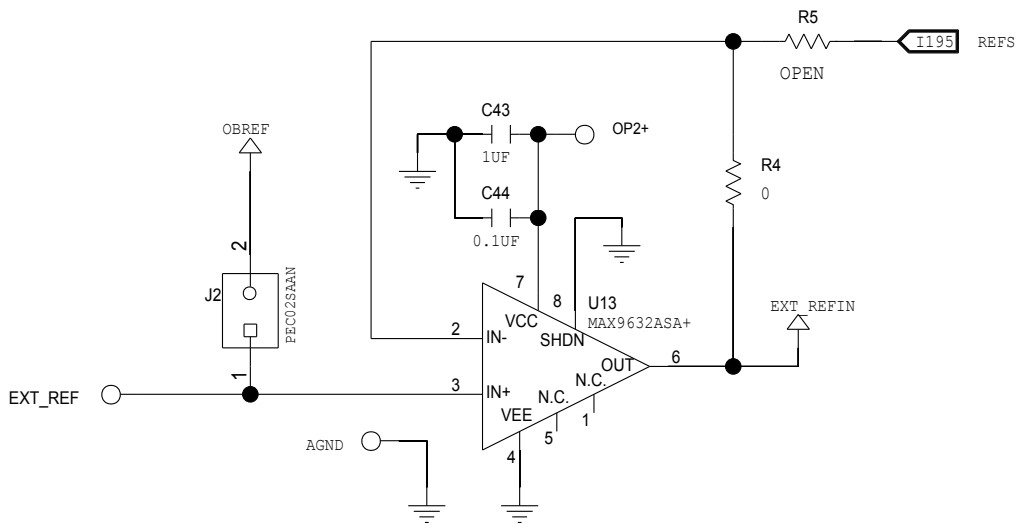 R5
I195 REFS
OPEN
C43
OBREF
OP2+
1UF
R4
C44
0
2
0.1UF
J2
PEC02SAAN
7
8
U13
MAX9632ASA+
EXT_REFIN
VCC
SHDN
2
IN-
OUT
6
1
3
IN+
N.C.
N.C.
EXT_REF
VEE
1
5
AGND
4